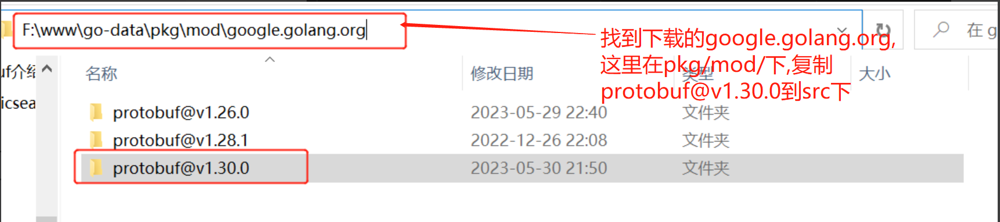 F:\www\go-data\pkg\mod\google.golang.org
在 g
找到下载的google.golang.org,
这里在pkg/mod/下,复制
protobuf@v1.30.0到src下
uf介绍
icsea
名称 修改日期 类型 大小
protobuf@v1.26.0 2023-05-29 22:40 文件夹
protobuf@v1.28.1 2022-12-26 22:08 文件夹
protobuf@v1.30.0 2023-05-30 21:50 文件夹